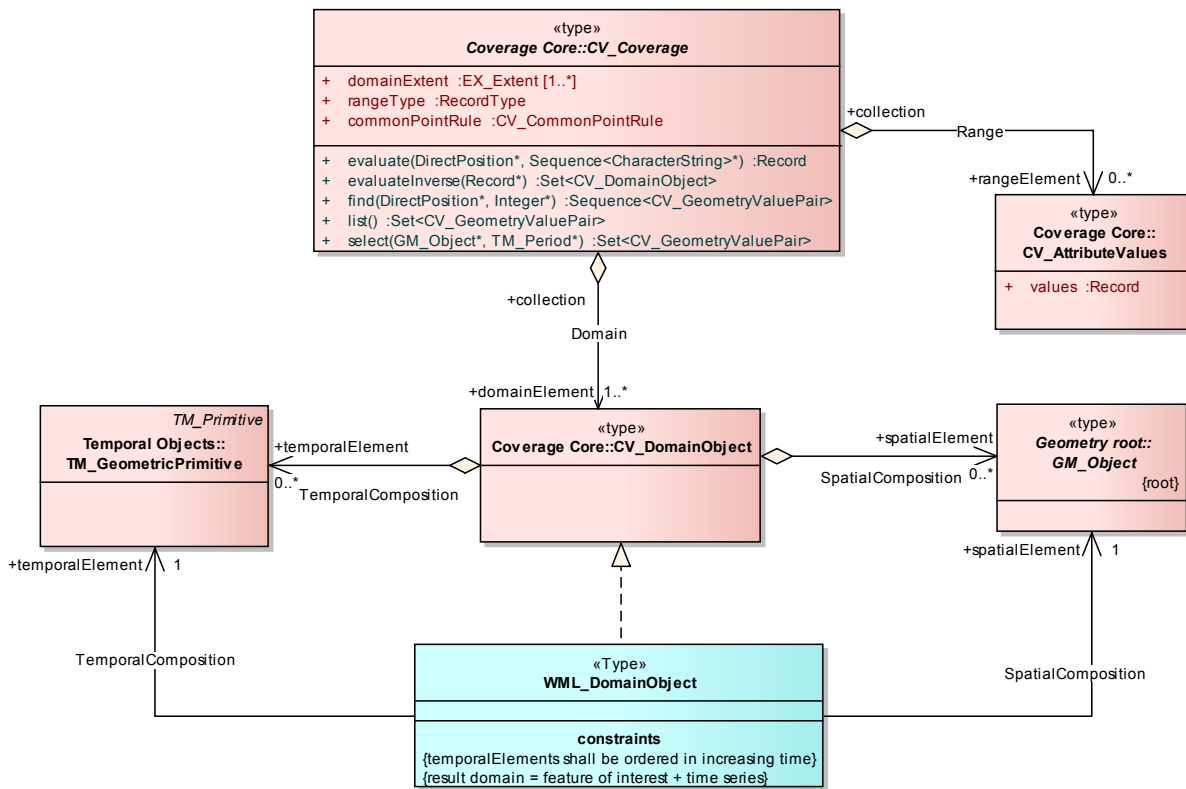 «type»
Coverage Core::CV_Coverage
+ domainExtent :EX_Extent [1..*]
+ rangeType :RecordType
+ commonPointRule :CV_CommonPointRule
+ evaluate(DirectPosition*, Sequence<CharacterString>*) :Record
+ evaluateInverse(Record*) :Set<CV_DomainObject>
+ find(DirectPosition*, Integer*) :Sequence<CV_GeometryValuePair>
+ list() :Set<CV_GeometryValuePair>
+ select(GM_Object*, TM_Period*) :Set<CV_GeometryValuePair>
+collection
Range
+rangeElement 0..*
«type»
Coverage Core::
CV_AttributeValues
+ values :Record
+collection
Domain
+domainElement 1..*
TM_Primitive
Temporal Objects::
TM_GeometricPrimitive
+temporalElement
0..*
TemporalComposition
«type»
Coverage Core::CV_DomainObject
+spatialElement
SpatialComposition 0..*
«type»
Geometry root::
GM_Object
{root}
+temporalElement 1
TemporalComposition
+spatialElement 1
SpatialComposition
«Type»
WML_DomainObject
constraints
{temporalElements shall be ordered in increasing time}
{result domain = feature of interest + time series}